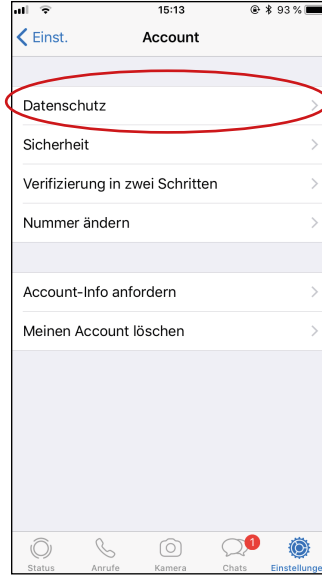 15:13
93 %
Einst.
Account
Datenschutz
Sicherheit
Verifizierung in zwei Schritten
Nummer ändern
Account-Info anfordern
Meinen Account löschen
1
Status
Anrufe
Kamera
Chats
Einstellunge